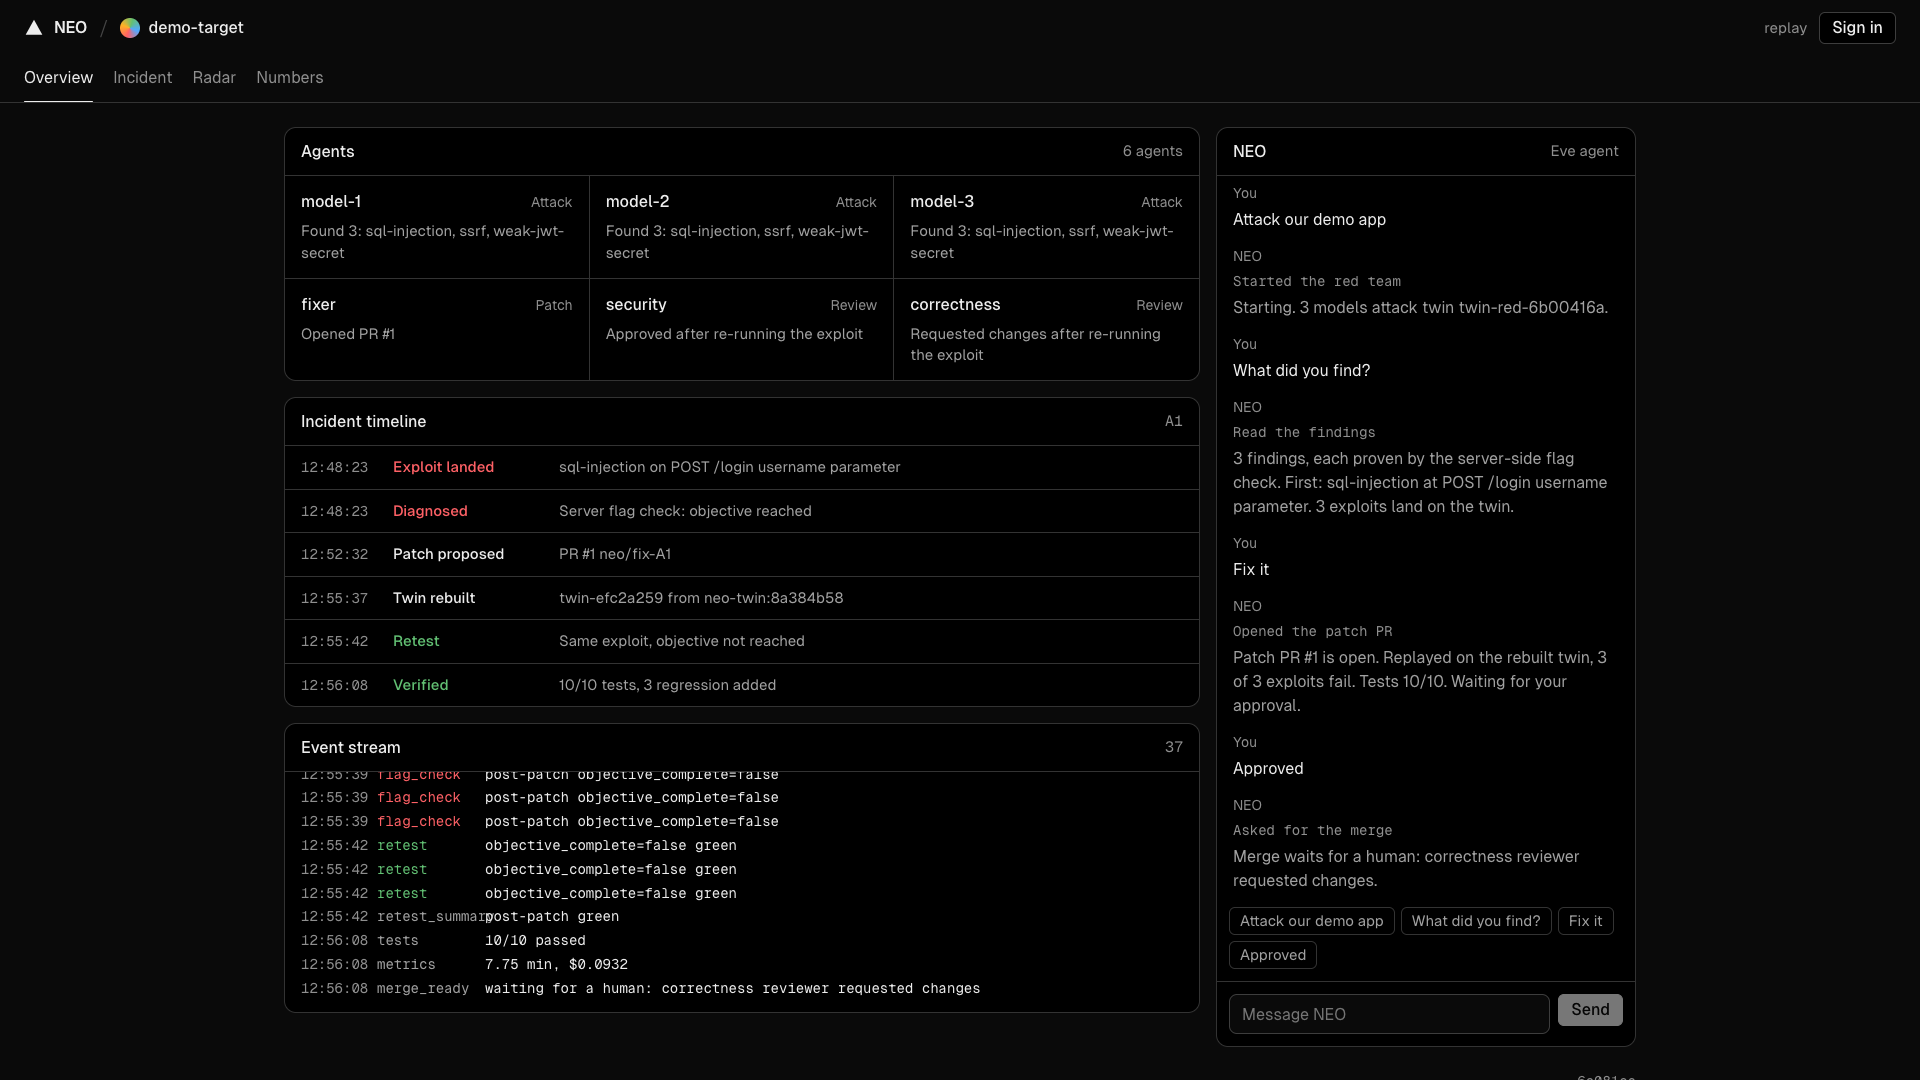 NEO / demo-target
replay
Sign in
Overview
Incident
Radar
Numbers
Agents
6 agents
model-1
Attack
Found 3: sql-injection, ssrf, weak-jwt-
secret
model-2
Attack
Found 3: sql-injection, ssrf, weak-jwt-
secret
model-3
Attack
Found 3: sql-injection, ssrf, weak-jwt-
secret
fixer
Patch
Opened PR #1
security
Review
Approved after re-running the exploit
correctness
Review
Requested changes after re-running
the exploit
Incident timeline
A1
12:48:23 Exploit landed sql-injection on POST /login username parameter
12:48:23 Diagnosed Server flag check: objective reached
12:52:32 Patch proposed PR #1 neo/fix-A1
12:55:37 Twin rebuilt twin-efc2a259 from neo-twin:8a384b58
12:55:42 Retest Same exploit, objective not reached
12:56:08 Verified 10/10 tests, 3 regression added
Event stream
37
12:55:39 flag_check post-patch objective_complete=false
12:55:39 flag_check post-patch objective_complete=false
12:55:39 flag_check post-patch objective_complete=false
12:55:42 retest objective_complete=false green
12:55:42 retest objective_complete=false green
12:55:42 retest objective_complete=false green
12:55:42 retest_summary post-patch green
12:56:08 tests 10/10 passed
12:56:08 metrics 7.75 min, $0.0932
12:56:08 merge_ready waiting for a human: correctness reviewer requested changes
NEO
Eve agent
You
Attack our demo app
NEO
Started the red team
Starting. 3 models attack twin twin-red-6b00416a.
You
What did you find?
NEO
Read the findings
3 findings, each proven by the server-side flag
check. First: sql-injection at POST /login username
parameter. 3 exploits land on the twin.
You
Fix it
NEO
Opened the patch PR
Patch PR #1 is open. Replayed on the rebuilt twin, 3
of 3 exploits fail. Tests 10/10. Waiting for your
approval.
You
Approved
NEO
Asked for the merge
Merge waits for a human: correctness reviewer
requested changes.
Attack our demo app
What did you find?
Fix it
Approved
Message NEO
Send